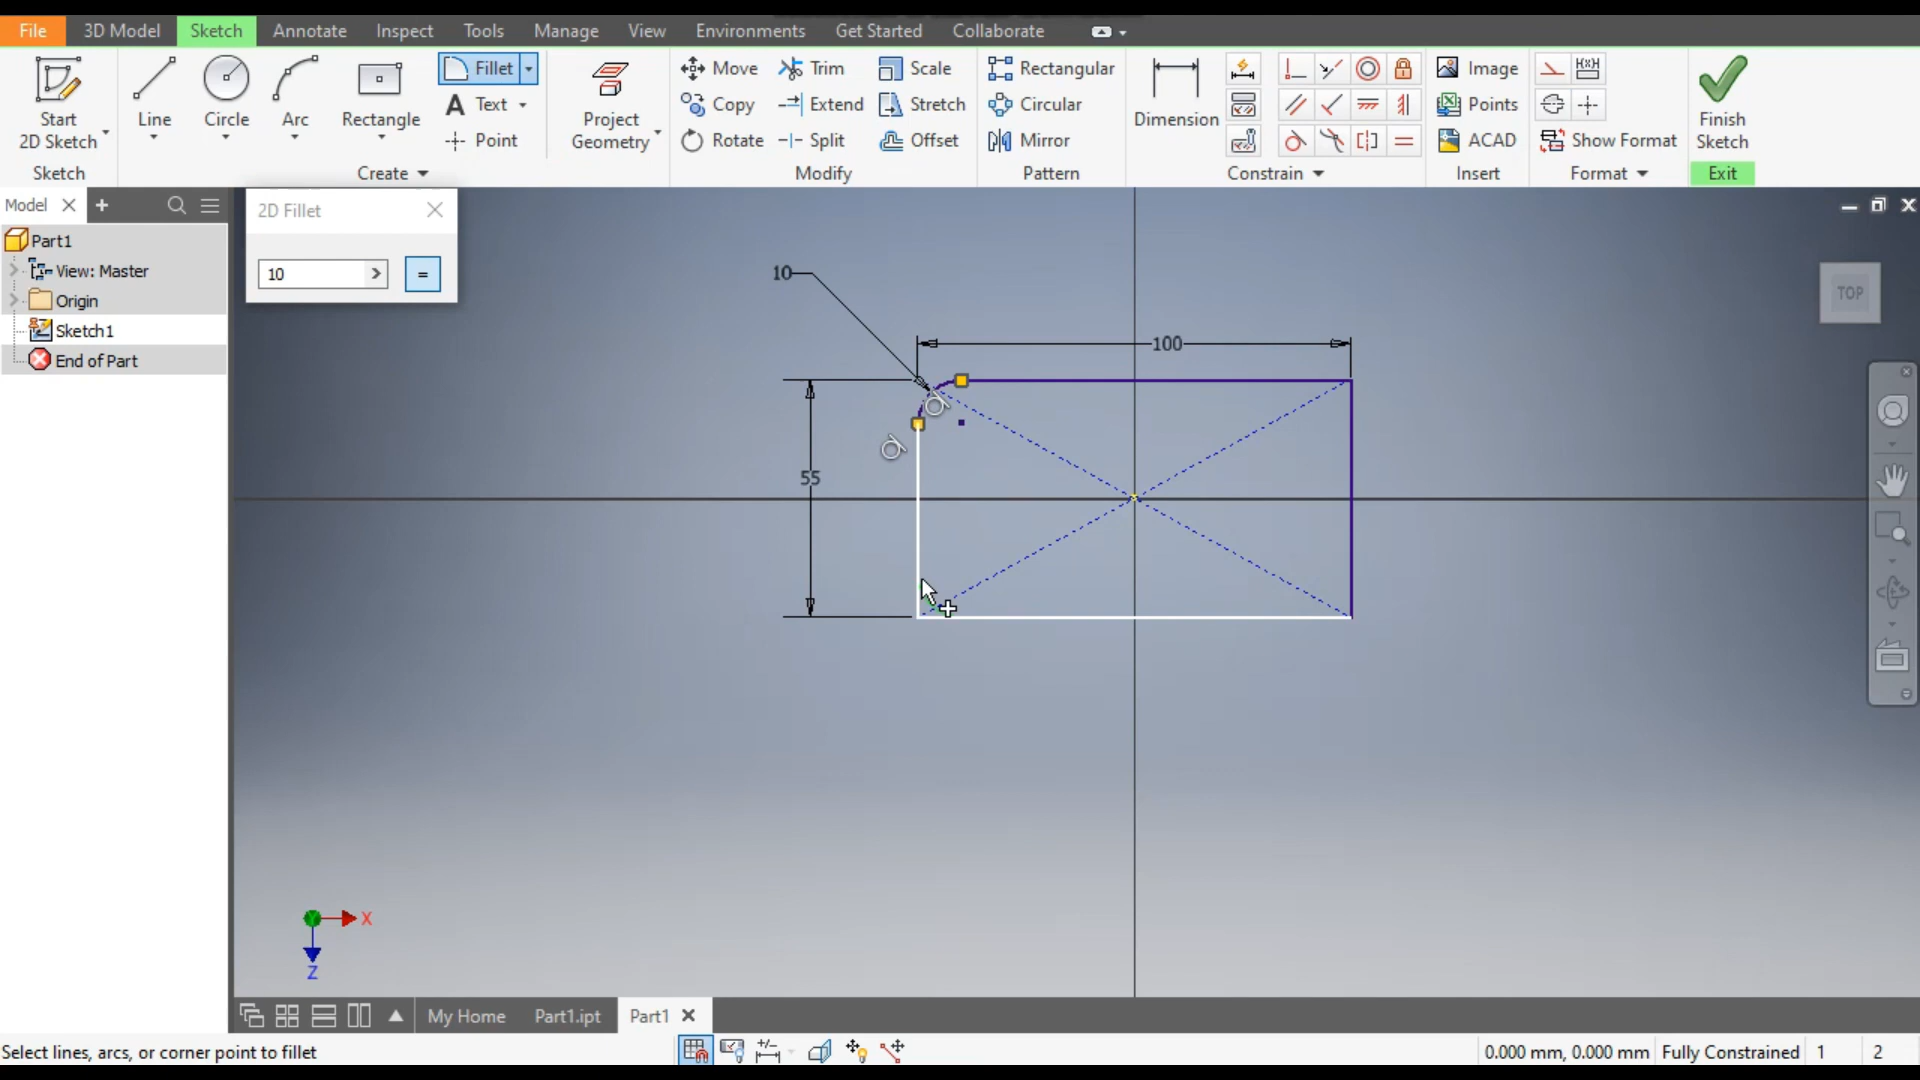 File 3D Model Sketch Annotate Inspect Tools Manage View Environments Get Started Collaborate
Start
2D Sketch
Line
Circle
Arc
Rectangle
Fillet
Text
Point
Project
Geometry
Move
Copy
Rotate
Trim
Extend
Split
Scale
Stretch
Offset
Rectangular
Circular
Mirror
Dimension
Image
Points
ACAD
Show Format
Finish
Sketch
Sketch Create Modify Pattern Constrain Insert Format Exit
Model
Part1
View: Master
Origin
Sketch1
End of Part
2D Fillet
10
=
10
100
55
TOP
X
Z
My Home Part1.ipt Part1
Select lines, arcs, or corner point to fillet
0.000 mm, 0.000 mm Fully Constrained 1 2